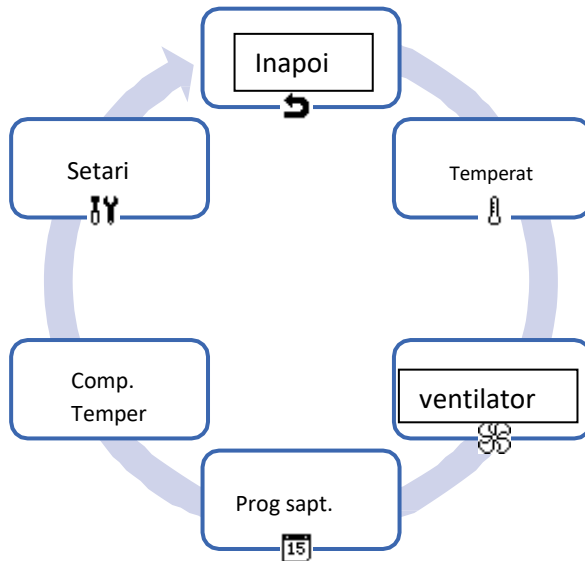 Inapoi
Temperat
ventilator
Prog sapt.
15
Comp.
Temper
Setari